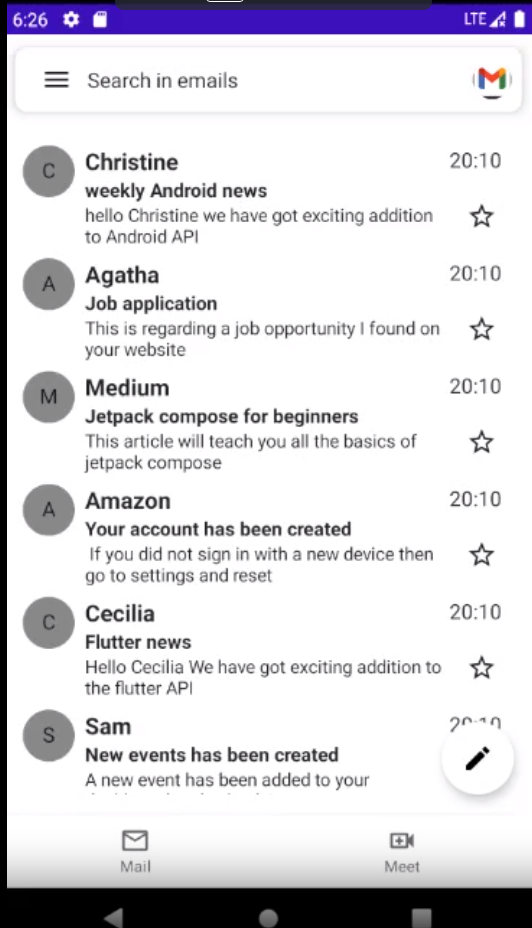 6:26 LTE
Search in emails
C Christine 20:10
weekly Android news
hello Christine we have got exciting addition
to Android API
A Agatha 20:10
Job application
This is regarding a job opportunity I found on
your website
M Medium 20:10
Jetpack compose for beginners
This article will teach you all the basics of
jetpack compose
A Amazon 20:10
Your account has been created
If you did not sign in with a new device then
go to settings and reset
C Cecilia 20:10
Flutter news
Hello Cecilia We have got exciting addition to
the flutter API
S Sam 20:10
New events has been created
A new event has been added to your
Mail Meet